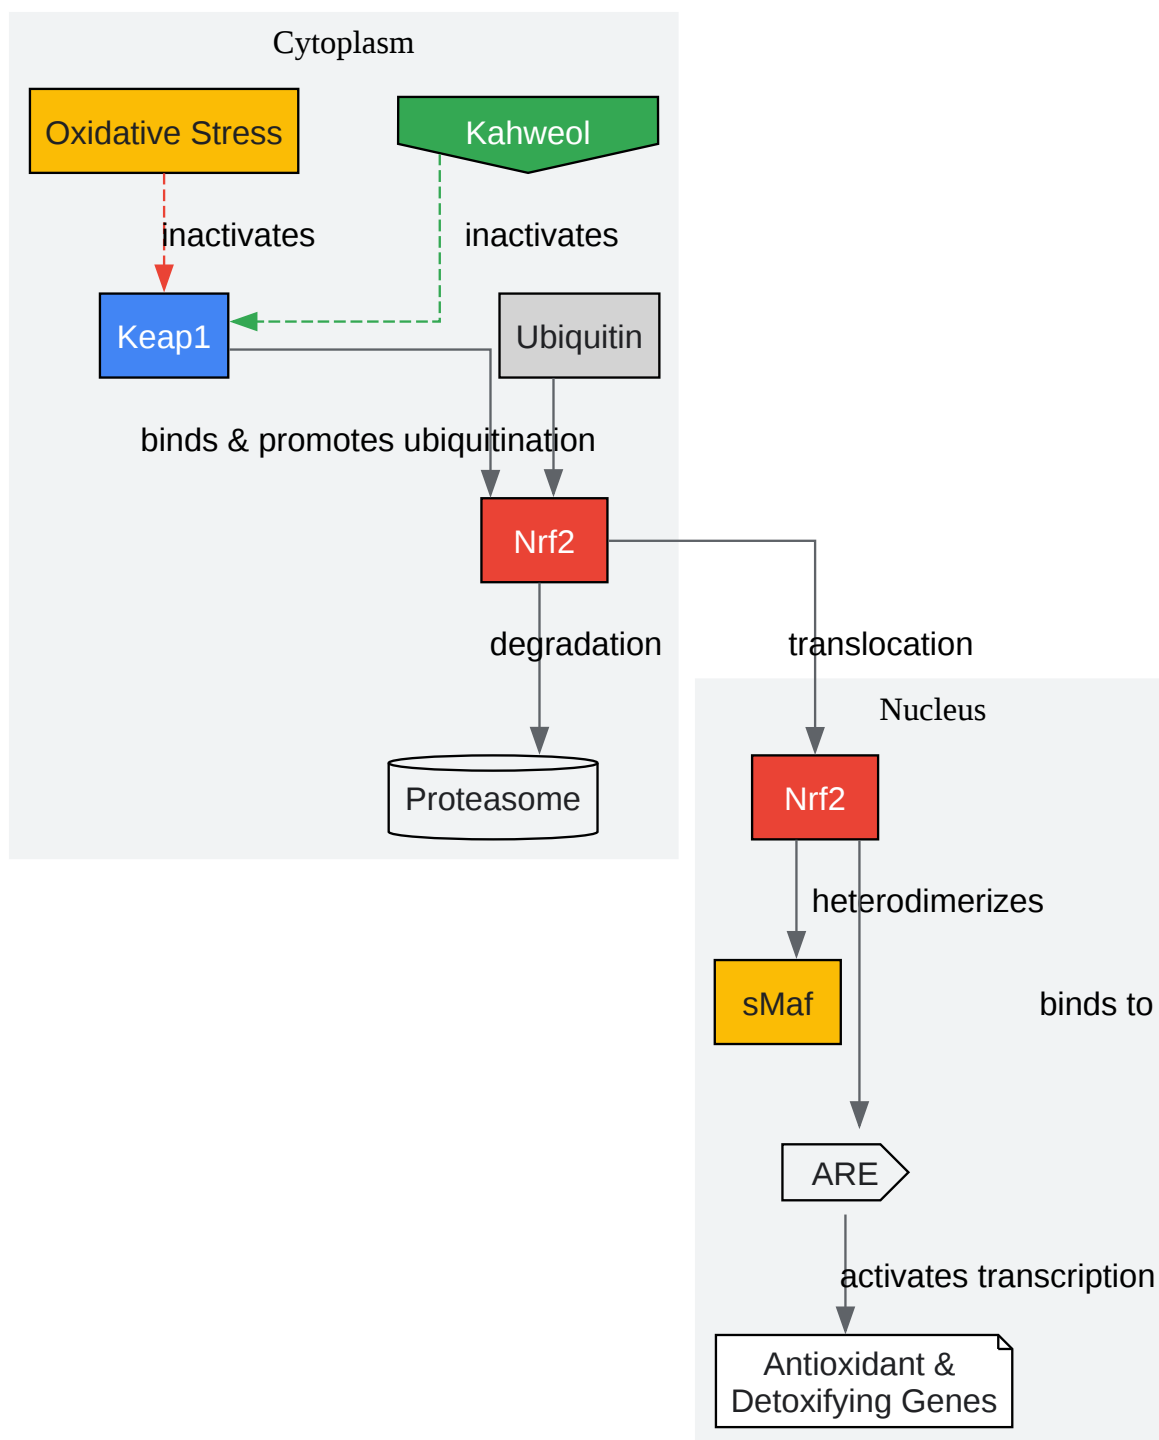 Cytoplasm
Oxidative Stress
Kahweol
inactivates
inactivates
Keap1
Ubiquitin
binds & promotes ubiquitination
Nrf2
degradation
translocation
Nucleus
Proteasome
Nrf2
heterodimerizes
sMaf
binds to
ARE
activates transcription
Antioxidant &
Detoxifying Genes